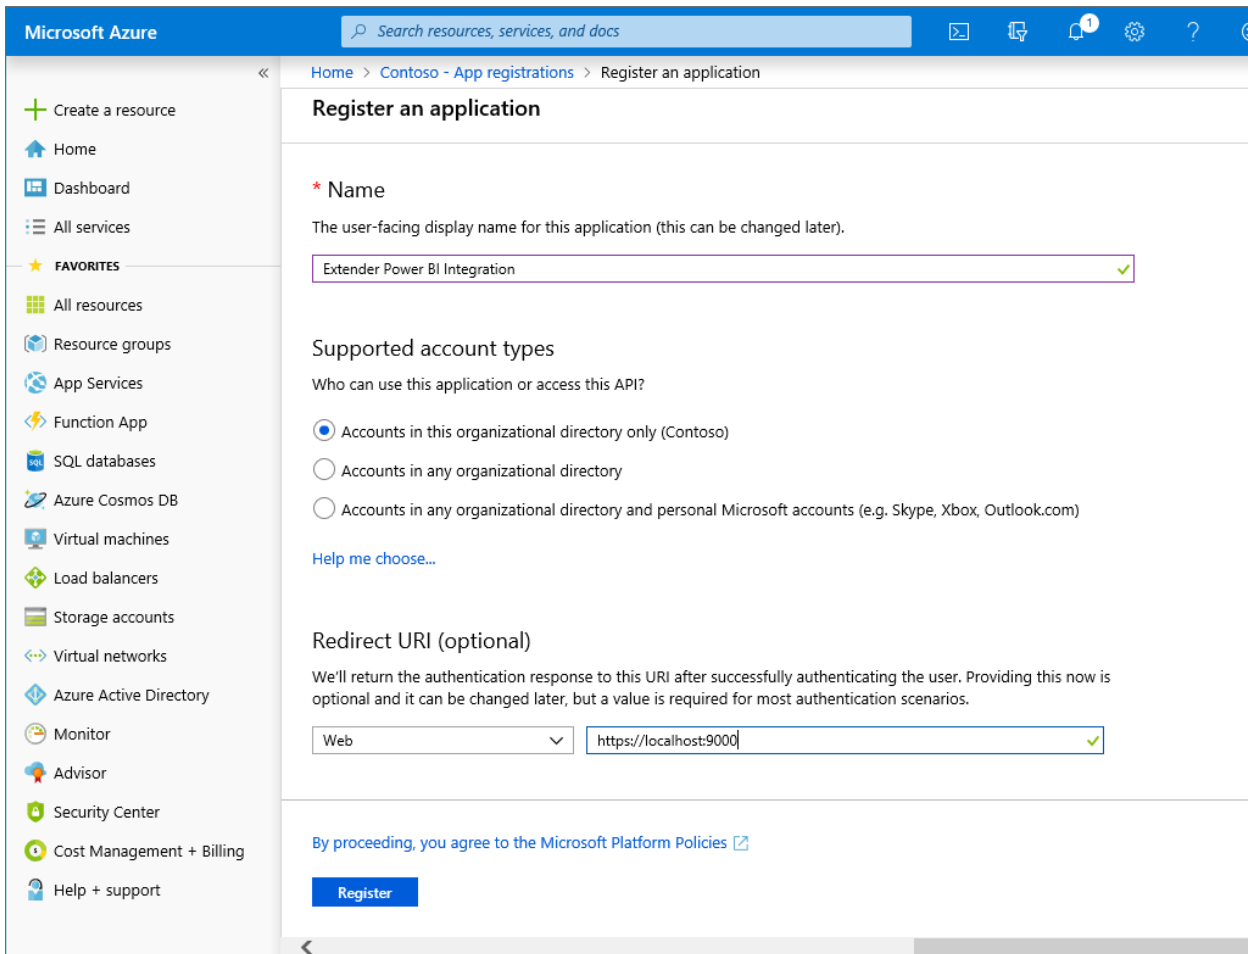 Microsoft Azure
Search resources, services, and docs
1
«
Home > Contoso - App registrations > Register an application
Register an application
Create a resource
Home
Dashboard
All services
FAVORITES
All resources
Resource groups
App Services
Function App
SQL databases
Azure Cosmos DB
Virtual machines
Load balancers
Storage accounts
Virtual networks
Azure Active Directory
Monitor
Advisor
Security Center
Cost Management + Billing
Help + support
* Name
The user-facing display name for this application (this can be changed later).
Extender Power BI Integration
Supported account types
Who can use this application or access this API?
Accounts in this organizational directory only (Contoso)
Accounts in any organizational directory
Accounts in any organizational directory and personal Microsoft accounts (e.g. Skype, Xbox, Outlook.com)
Help me choose...
Redirect URI (optional)
We'll return the authentication response to this URI after successfully authenticating the user. Providing this now is
optional and it can be changed later, but a value is required for most authentication scenarios.
Web
https://localhost:9000
By proceeding, you agree to the Microsoft Platform Policies
Register